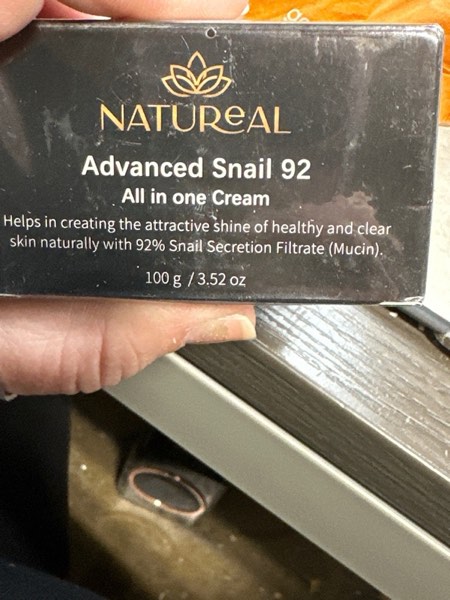 NATUReAL
Advanced Snail 92
All in one Cream
Helps in creating the attractive shine of healthy and clear
skin naturally with 92% Snail Secretion Filtrate (Mucin).
100 g / 3.52 oz